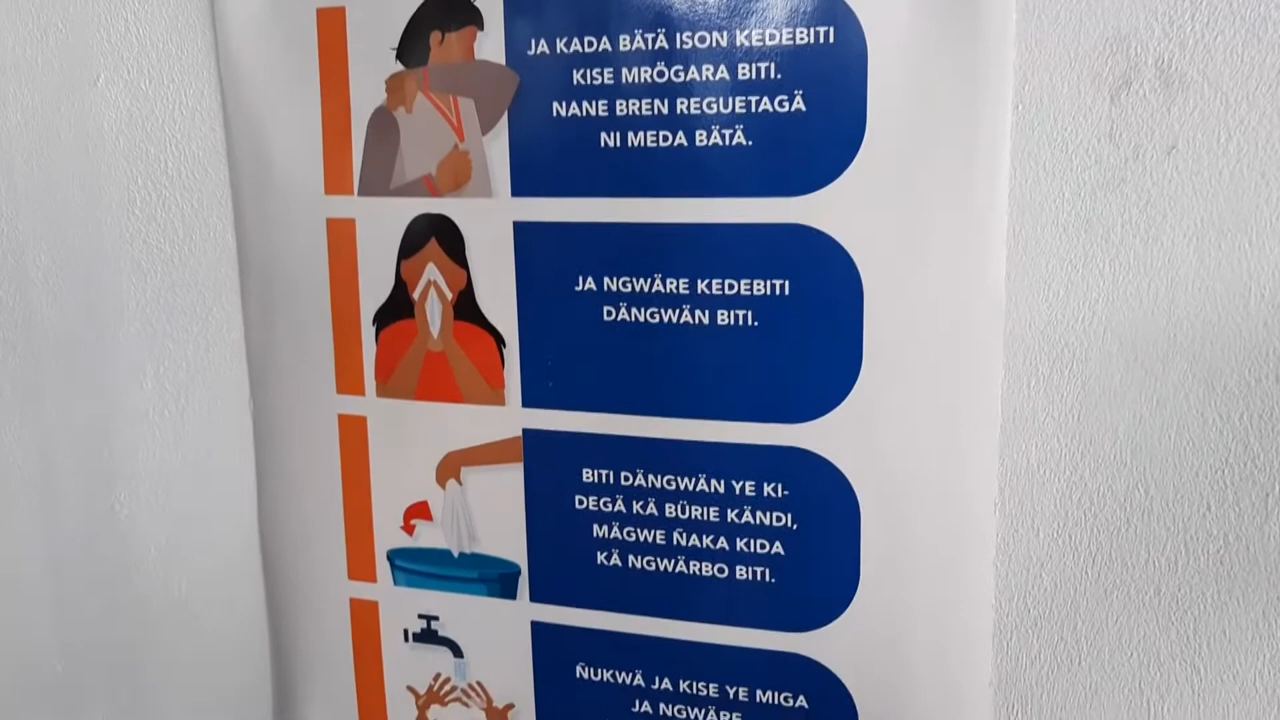 JA KADA BÄTÄ ISON KEDEBITI
KISE MRÖGARA BITI.
NANE BREN REGUETAGÄ
NI MEDA BÄTÄ.
JA NGWÄRE KEDEBITI
DÄNGWÄN BITI.
BITI DÄNGWÄN YE KI-
DEGÄ KÄ BÜRIE KÄNDI,
MÄGWE ÑAKA KIDA
KÄ NGWÄRBO BITI.
ÑUKWÄ JA KISE YE MIGA
JA NGWÄRE